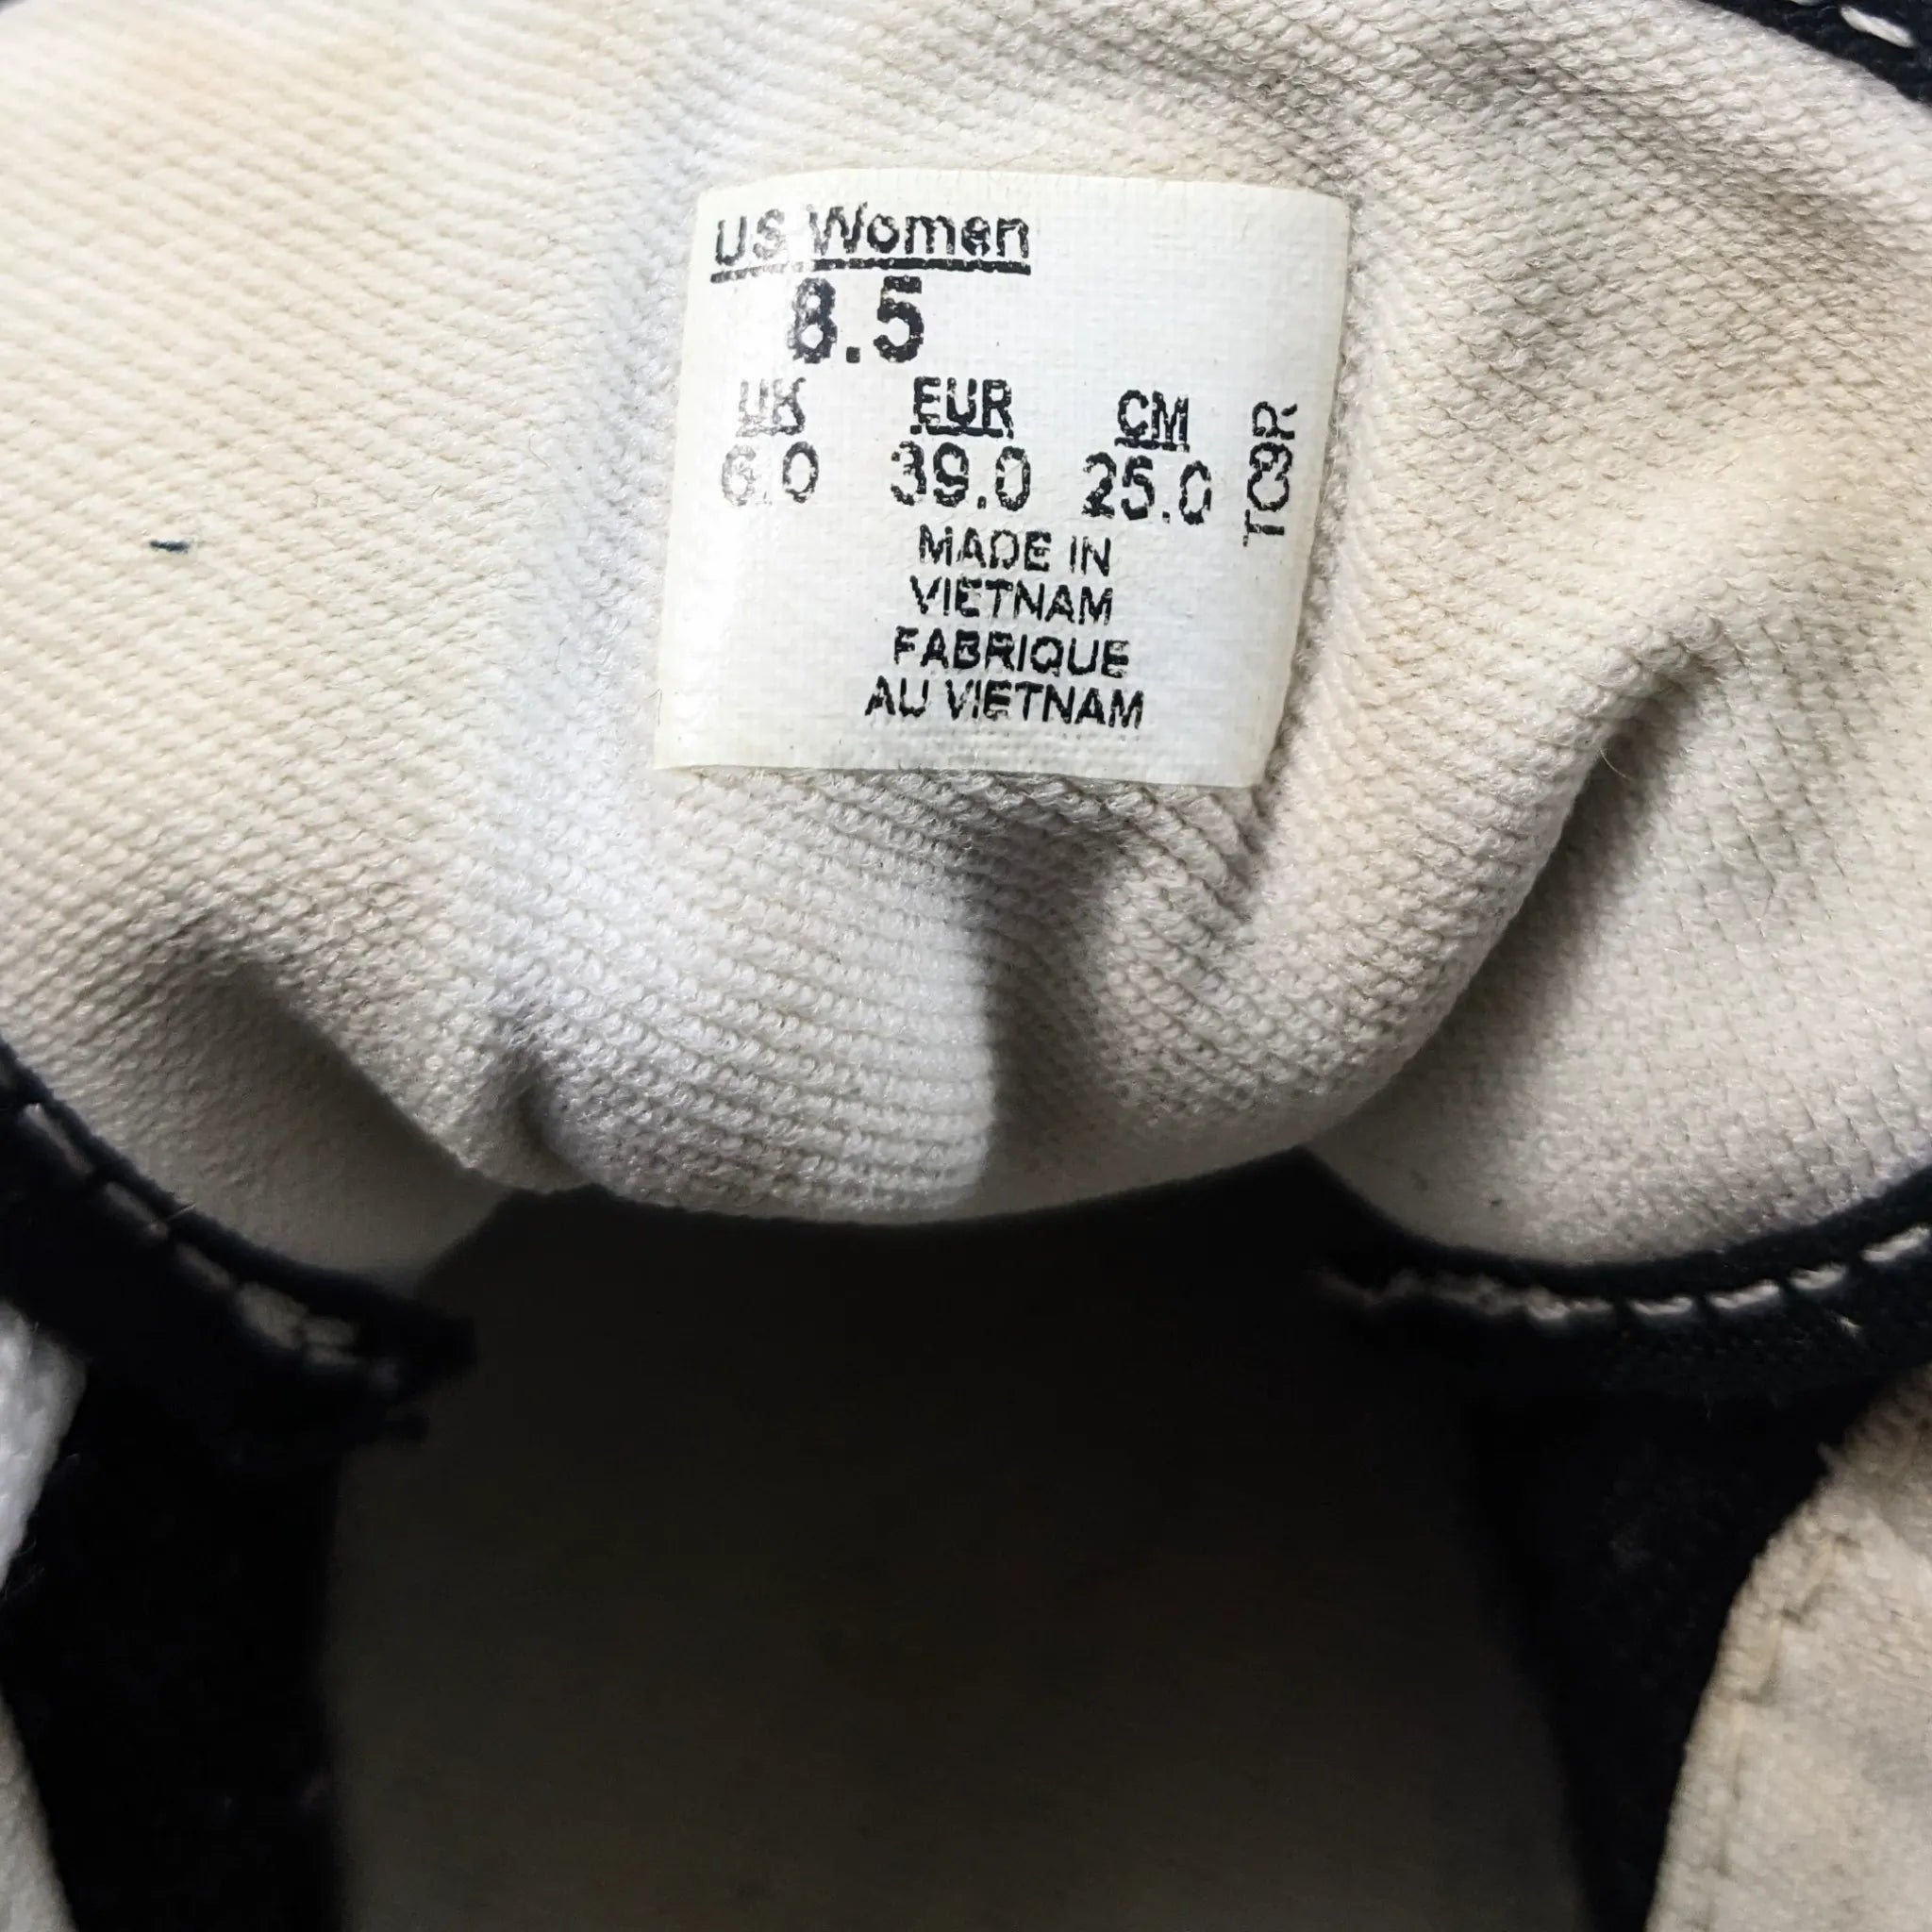 US Women
8.5
UK EUR CM
6.0 39.0 25.0
TC9R
MADE IN
VIETNAM
FABRIQUE
AU VIETNAM